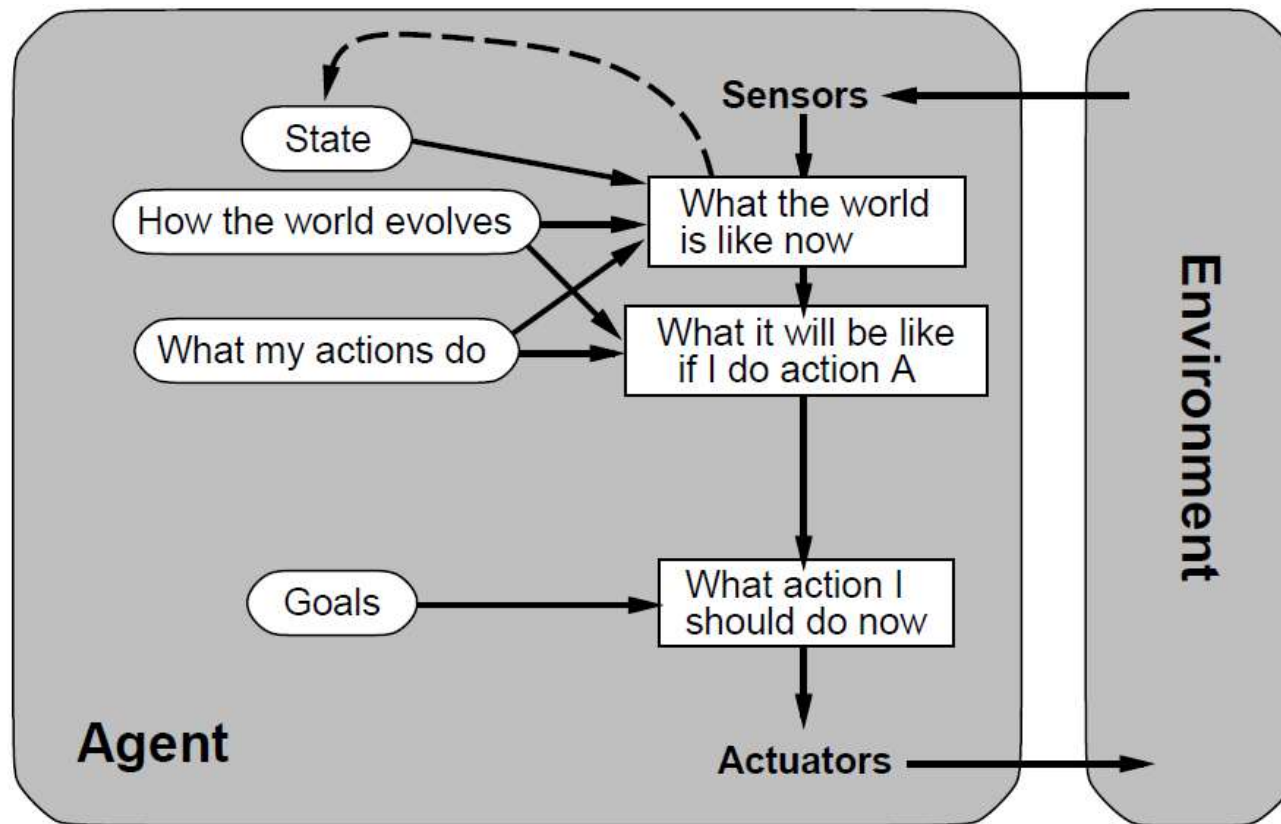 Sensors
State
What the world
is like now
How the world evolves
What it will be like
if I do action A
What my actions do
Environment
Goals
What action I
should do now
Agent
Actuators